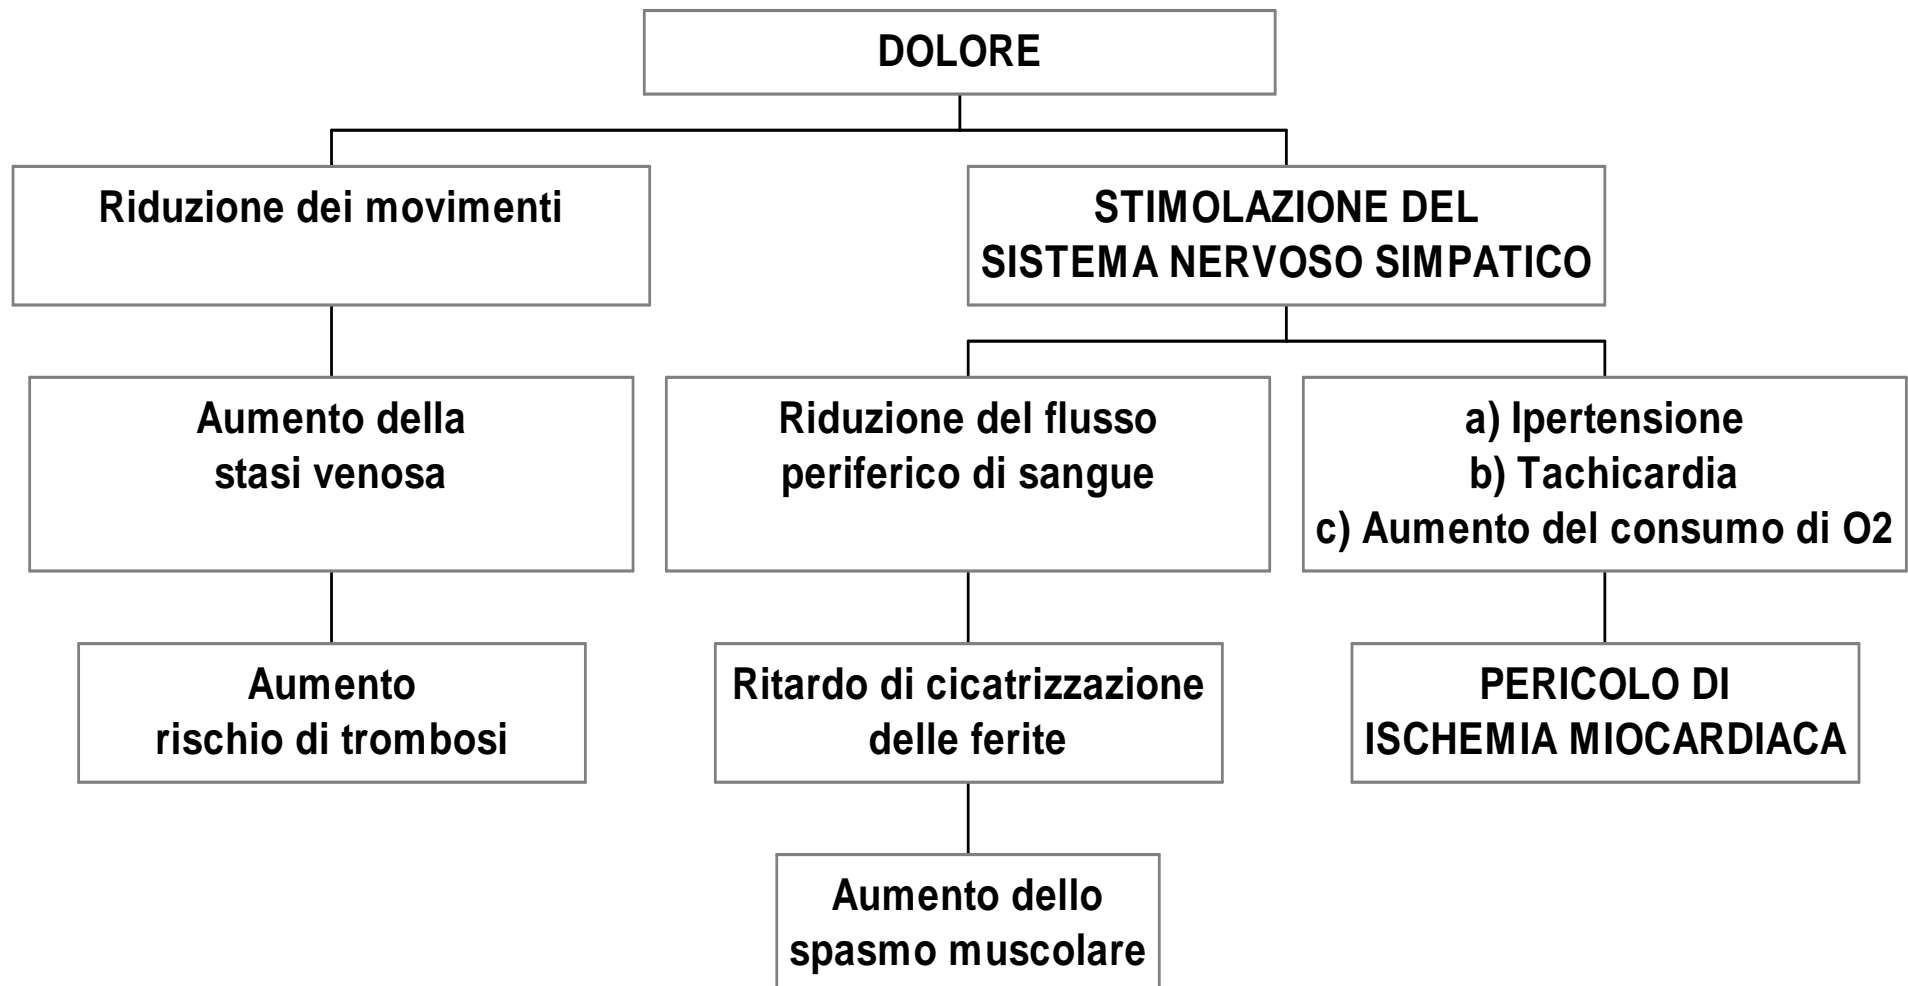 DOLORE
Riduzione dei movimenti
STIMOLAZIONE DEL
SISTEMA NERVOSO SIMPATICO
Aumento della
stasi venosa
Riduzione del flusso
periferico di sangue
a) Ipertensione
b) Tachicardia
c) Aumento del consumo di O2
Aumento
rischio di trombosi
Ritardo di cicatrizzazione
delle ferite
PERICOLO DI
ISCHEMIA MIOCARDIACA
Aumento dello
spasmo muscolare